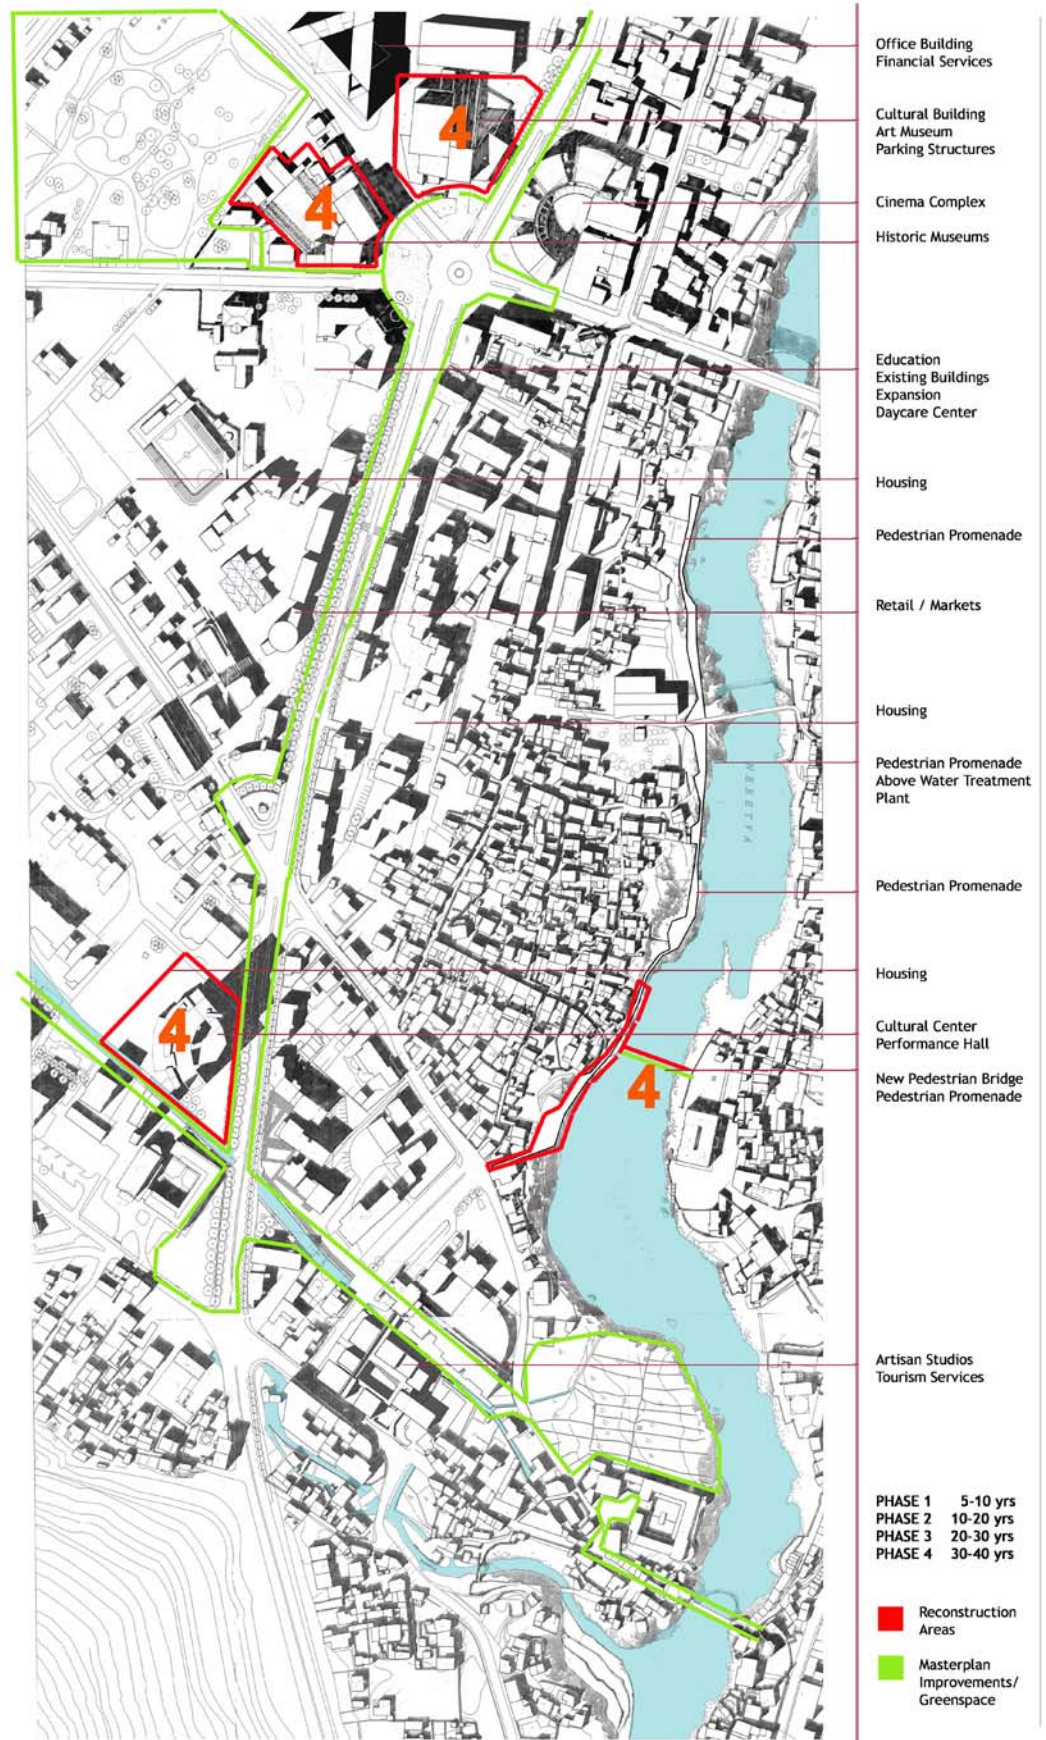 Office Building
Financial Services
4
Cultural Building
Art Museum
Parking Structures
4
Cinema Complex
Historic Museums
Education
Existing Buildings
Expansion
Daycare Center
Housing
Pedestrian Promenade
Retail / Markets
Housing
Pedestrian Promenade
Above Water Treatment
Plant
NERETVA
Pedestrian Promenade
Housing
4
Cultural Center
Performance Hall
4
New Pedestrian Bridge
Pedestrian Promenade
Artisan Studios
Tourism Services
PHASE 1 5-10 yrs
PHASE 2 10-20 yrs
PHASE 3 20-30 yrs
PHASE 4 30-40 yrs
Reconstruction
Areas
Masterplan
Improvements/
Greenspace